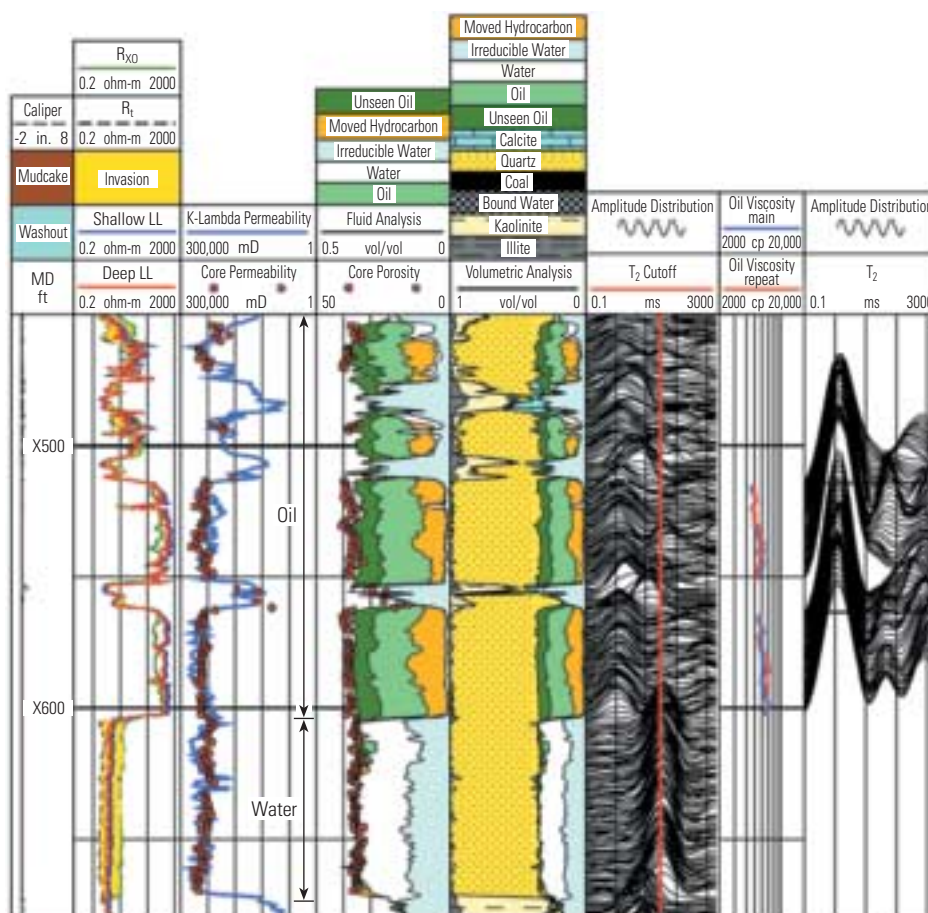 Moved Hydrocarbon
Irreducible Water
Water
Oil
Unseen Oil
Calcite
Quartz
Coal
Bound Water
Kaolinite
Illite
R_XO
0.2 ohm-m 2000
Caliper
-2 in. 8
R_t
0.2 ohm-m 2000
Unseen Oil
Moved Hydrocarbon
Irreducible Water
Water
Oil
Mudcake
Invasion
Washout
Shallow LL
0.2 ohm-m 2000
K-Lambda Permeability
300,000 mD 1
Fluid Analysis
0.5 vol/vol 0
Amplitude Distribution
Oil Viscosity
main
2000 cp 20,000
Amplitude Distribution
MD
ft
Deep LL
0.2 ohm-m 2000
Core Permeability
300,000 mD 1
Core Porosity
50 0
Volumetric Analysis
1 vol/vol 0
T2 Cutoff
0.1 ms 3000
Oil Viscosity
repeat
2000 cp 20,000
T2
0.1 ms 3000
X500
Oil
X600
Water